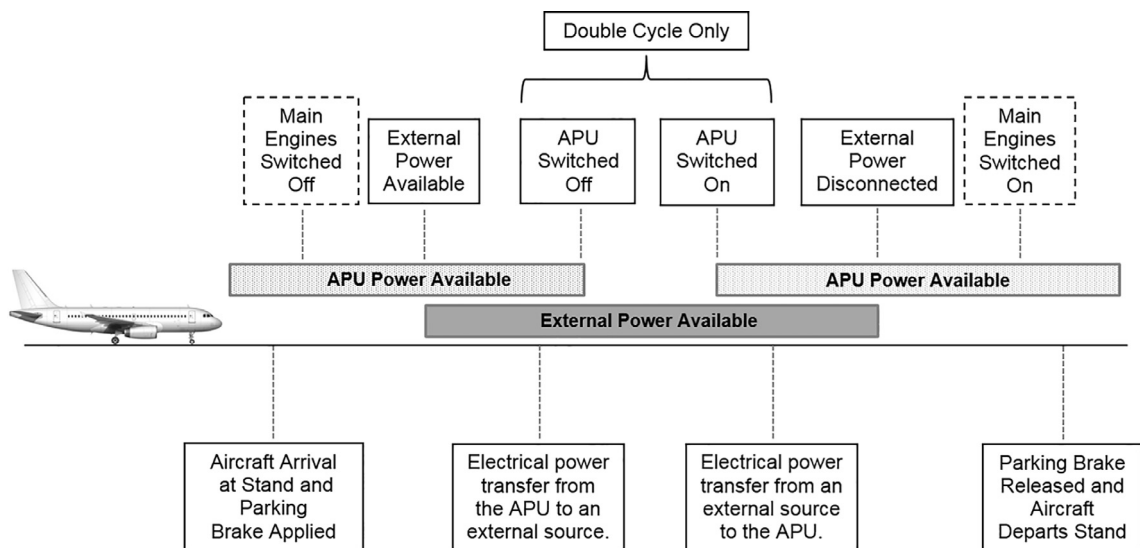 Double Cycle Only
Main
Engines
Switched
Off
External
Power
Available
APU
Switched
Off
APU
Switched
On
External
Power
Disconnected
Main
Engines
Switched
On
APU Power Available
APU Power Available
External Power Available
Aircraft Arrival
at Stand and
Parking
Brake Applied
Electrical power
transfer from
the APU to an
external source.
Electrical power
transfer from an
external source
to the APU.
Parking Brake
Released and
Aircraft
Departs Stand